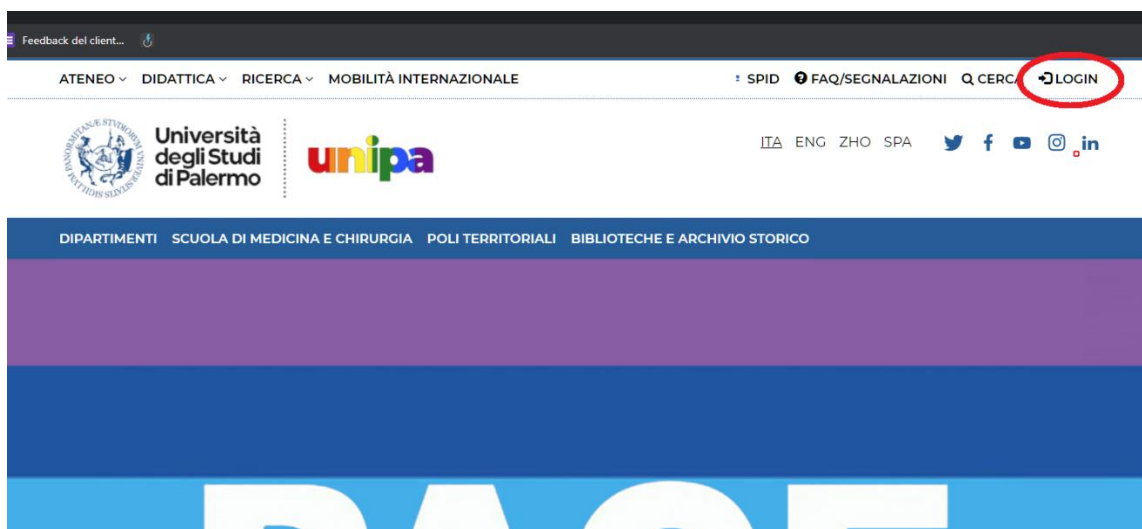 Feedback del client...
ATENEO DIDATTICA RICERCA MOBILITÀ INTERNAZIONALE SPID FAQ/SEGNALAZIONI CERCA LOGIN
Università
degli Studi
di Palermo
unipa
ITA ENG ZHO SPA
DIPARTIMENTI SCUOLA DI MEDICINA E CHIRURGIA POLI TERRITORIALI BIBLIOTECHE E ARCHIVIO STORICO
PACE